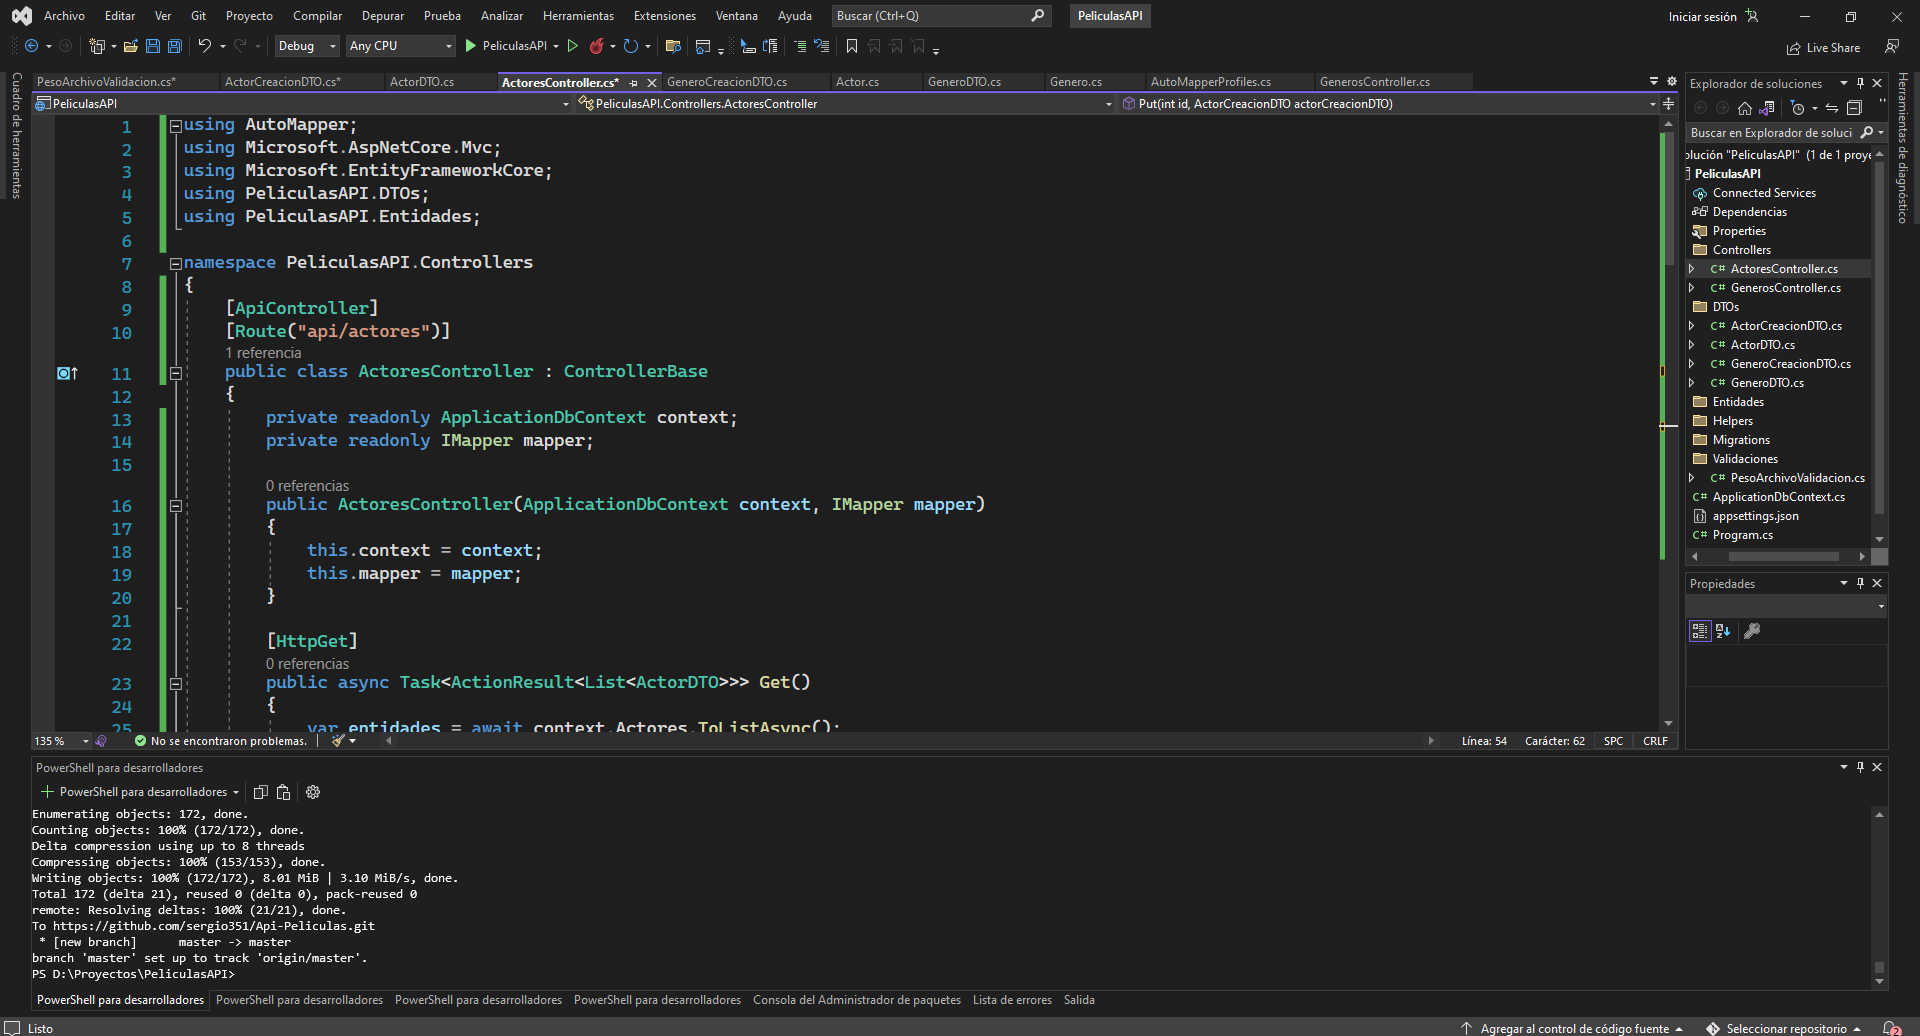 Archivo Editar Ver Git Proyecto Compilar Depurar Prueba Analizar Herramientas Extensiones Ventana Ayuda Buscar (Ctrl+Q) PeliculasAPI Iniciar sesión
Debug Any CPU PeliculasAPI Live Share
Cuadro de herramientas
PesoArchivoValidacion.cs* ActorCreacionDTO.cs* ActorDTO.cs ActoresController.cs* GeneroCreacionDTO.cs Actor.cs GeneroDTO.cs Genero.cs AutoMapperProfiles.cs GenerosController.cs
PeliculasAPI PeliculasAPI.Controllers.ActoresController Put(int id, ActorCreacionDTO actorCreacionDTO)
1 using AutoMapper;
2 using Microsoft.AspNetCore.Mvc;
3 using Microsoft.EntityFrameworkCore;
4 using PeliculasAPI.DTOs;
5 using PeliculasAPI.Entidades;
6
7 namespace PeliculasAPI.Controllers
8 {
9 [ApiController]
10 [Route("api/actores")]
1 referencia
11 public class ActoresController : ControllerBase
12 {
13 private readonly ApplicationDbContext context;
14 private readonly IMapper mapper;
15
0 referencias
16 public ActoresController(ApplicationDbContext context, IMapper mapper)
17 {
18 this.context = context;
19 this.mapper = mapper;
20 }
21
22 [HttpGet]
0 referencias
23 public async Task<ActionResult<List<ActorDTO>>> Get()
24 {
25 var entidades = await context.Actores.ToListAsync();
135 % No se encontraron problemas. Línea: 54 Carácter: 62 SPC CRLF
Explorador de soluciones
Buscar en Explorador de soluci
olución "PeliculasAPI" (1 de 1 proye
PeliculasAPI
Connected Services
Dependencias
Properties
Controllers
C# ActoresController.cs
C# GenerosController.cs
DTOs
C# ActorCreacionDTO.cs
C# ActorDTO.cs
C# GeneroCreacionDTO.cs
C# GeneroDTO.cs
Entidades
Helpers
Migrations
Validaciones
C# PesoArchivoValidacion.cs
C# ApplicationDbContext.cs
appsettings.json
C# Program.cs
Propiedades
Herramientas de diagnóstico
PowerShell para desarrolladores
PowerShell para desarrolladores
Enumerating objects: 172, done.
Counting objects: 100% (172/172), done.
Delta compression using up to 8 threads
Compressing objects: 100% (153/153), done.
Writing objects: 100% (172/172), 8.01 MiB | 3.10 MiB/s, done.
Total 172 (delta 21), reused 0 (delta 0), pack-reused 0
remote: Resolving deltas: 100% (21/21), done.
To https://github.com/sergio351/Api-Peliculas.git
* [new branch] master -> master
branch 'master' set up to track 'origin/master'.
PS D:\Proyectos\PeliculasAPI>
PowerShell para desarrolladores PowerShell para desarrolladores PowerShell para desarrolladores PowerShell para desarrolladores Consola del Administrador de paquetes Lista de errores Salida
Listo Agregar al control de código fuente Seleccionar repositorio 2